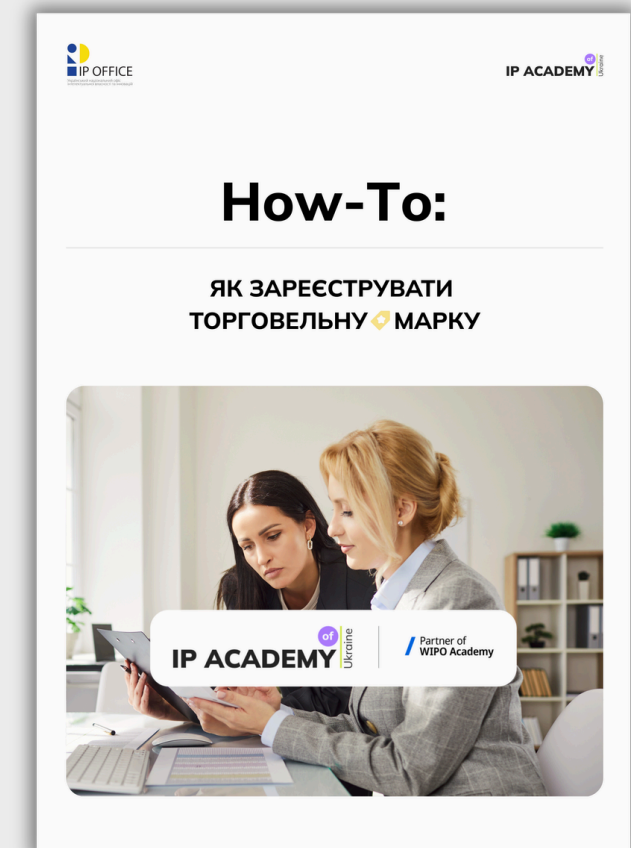 IP OFFICE
IP ACADEMY of Ukraine
How-To:
ЯК ЗАРЕЄСТРУВАТИ
ТОРГОВЕЛЬНУ МАРКУ
IP ACADEMY of Ukraine
Partner of
WIPO Academy